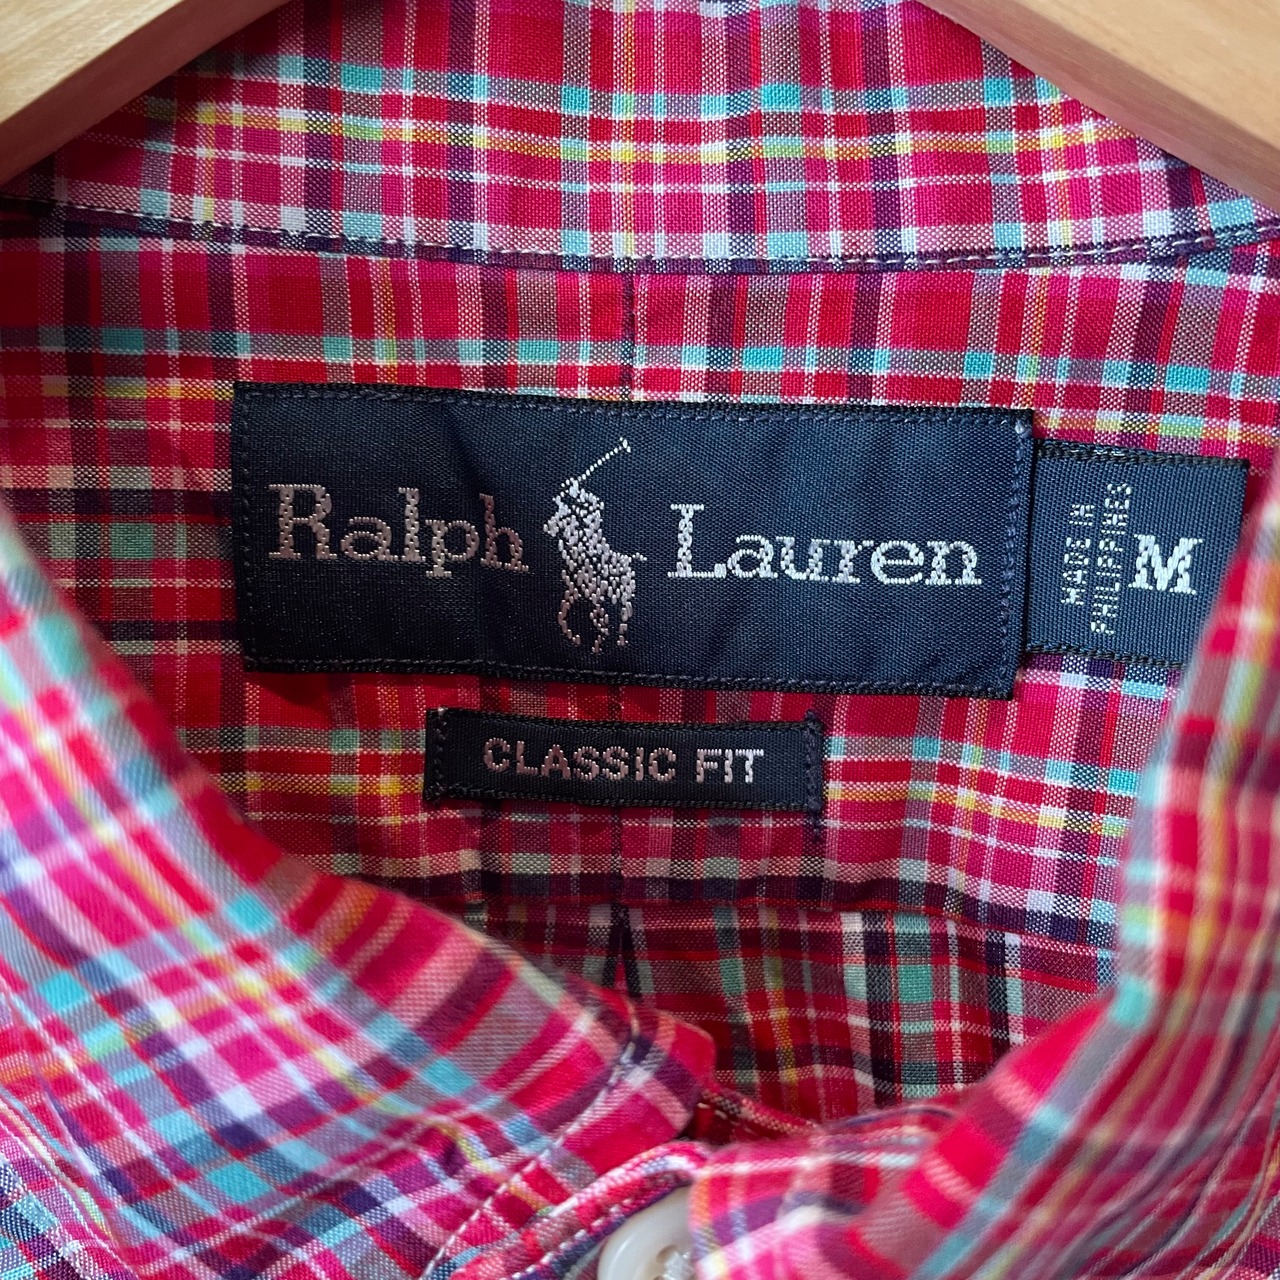 Ralph Lauren
MADE IN
PHILIPPINES
M
CLASSIC FIT